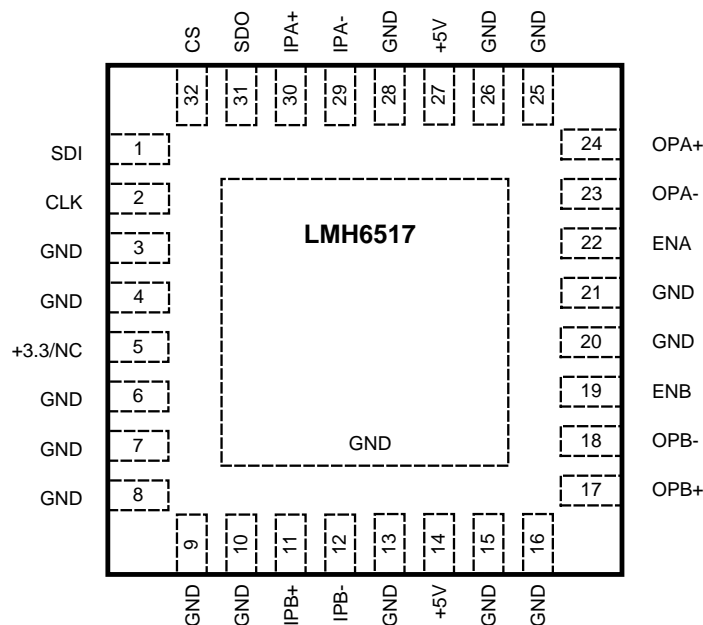 CS SDO IPA+ IPA- GND +5V GND GND
32 31 30 29 28 27 26 25
SDI 1
24 OPA+
CLK 2
23 OPA-
GND 3
22 ENA
GND 4
21 GND
+3.3/NC 5
20 GND
GND 6
19 ENB
GND 7
18 OPB-
GND 8
17 OPB+
LMH6517
GND
9 10 11 12 13 14 15 16
GND GND IPB+ IPB- GND +5V GND GND